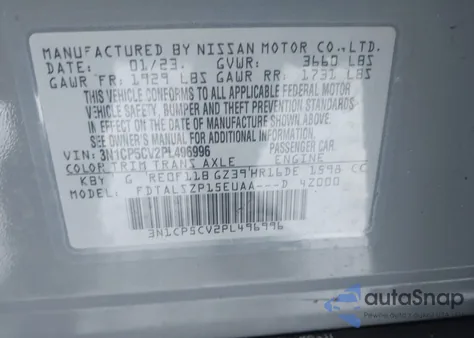 MANUFACTURED BY NISSAN MOTOR CO.,LTD.
DATE: 01/23. GVWR: 3660 LBS
GAWR FR: 1929 LBS GAWR RR: 1731 LBS
THIS VEHICLE CONFORMS TO ALL APPLICABLE FEDERAL MOTOR
VEHICLE SAFETY, BUMPER AND THEFT PREVENTION STANDARDS
IN EFFECT ON THE DATE OF MANUFACTURE SHOWN ABOVE.
SEE OWNER'S MANUAL FOR ADDITIONAL INFORMATION.
VIN: 3N1CP5CV2PL496996 PASSENGER CAR
COLOR TRIM TRANS AXLE ENGINE
KBY G RE0F11B GZ39 HR16DE 1598 CC
FDTALSZP15EUAA---D 4Z000
3N1CP5CV2PL496996
autoSnap